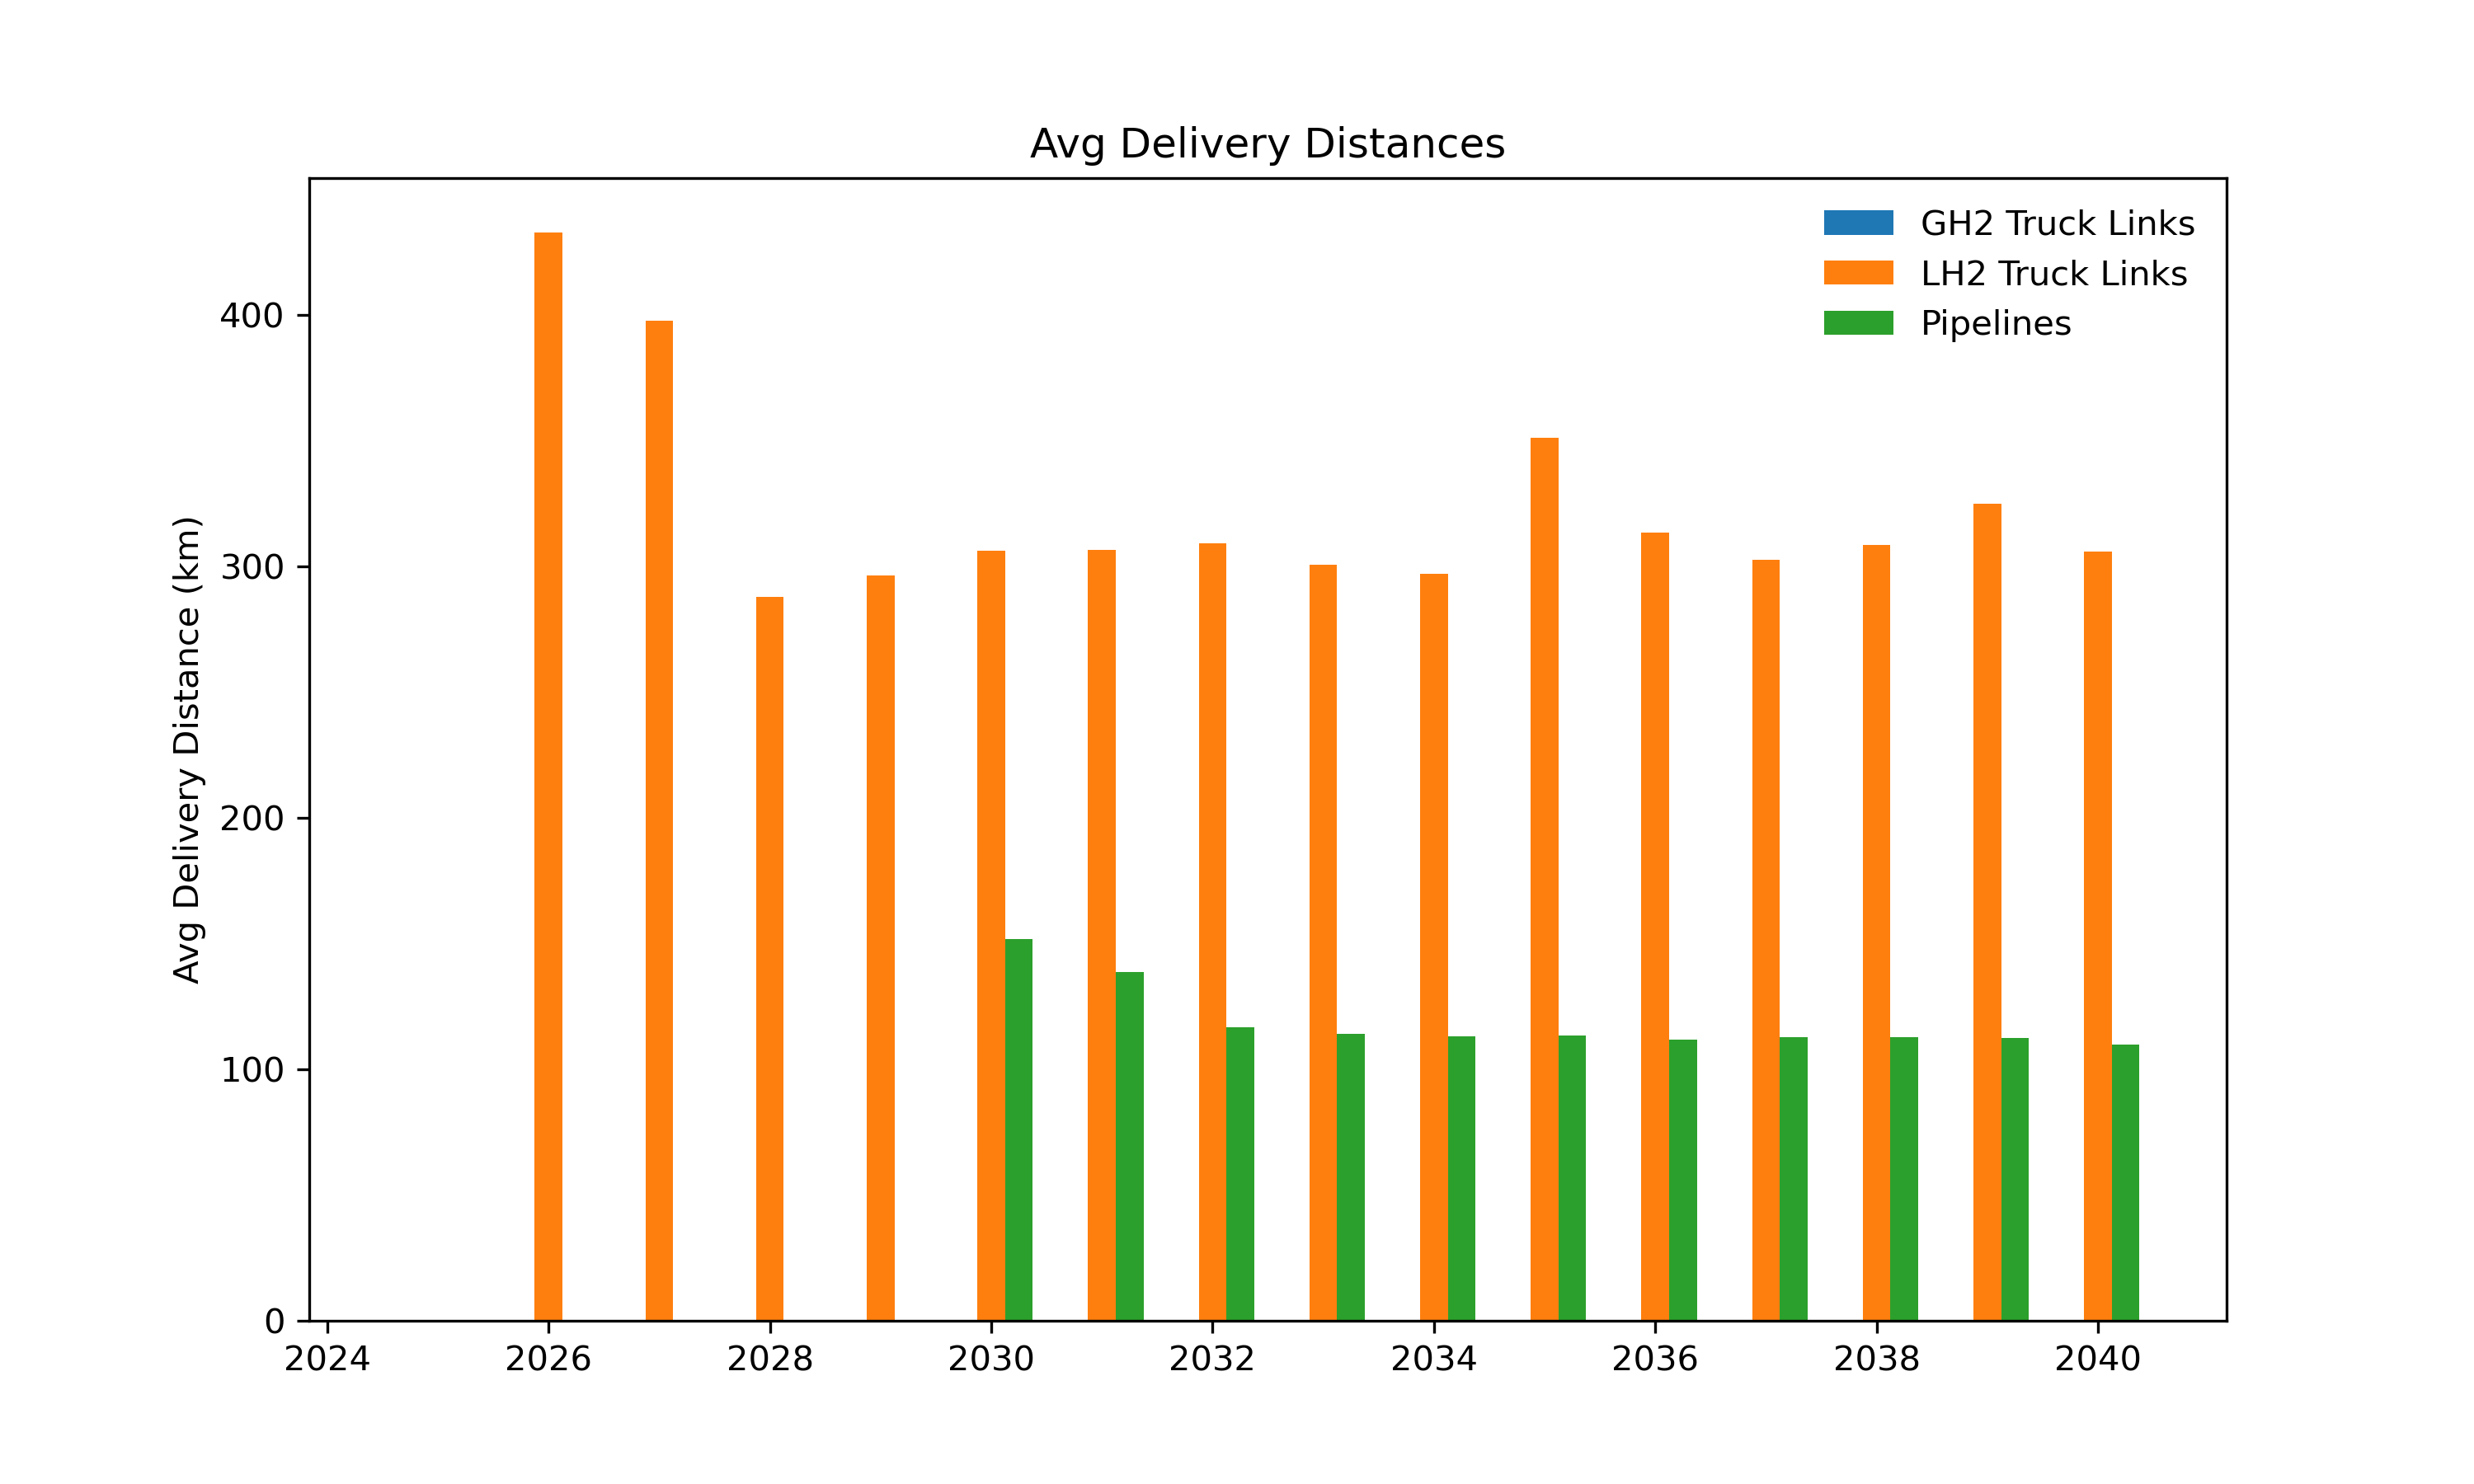 Avg Delivery Distances
GH2 Truck Links
LH2 Truck Links
Pipelines
Avg Delivery Distance (km)
400
300
200
100
0
2024 2026 2028 2030 2032 2034 2036 2038 2040